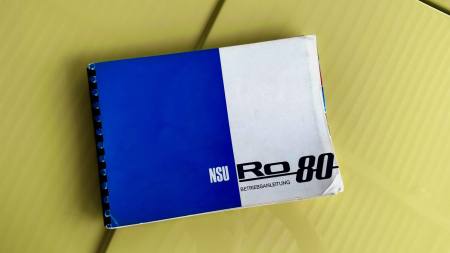 NSU Ro 80
BETRIEBSANLEITUNG